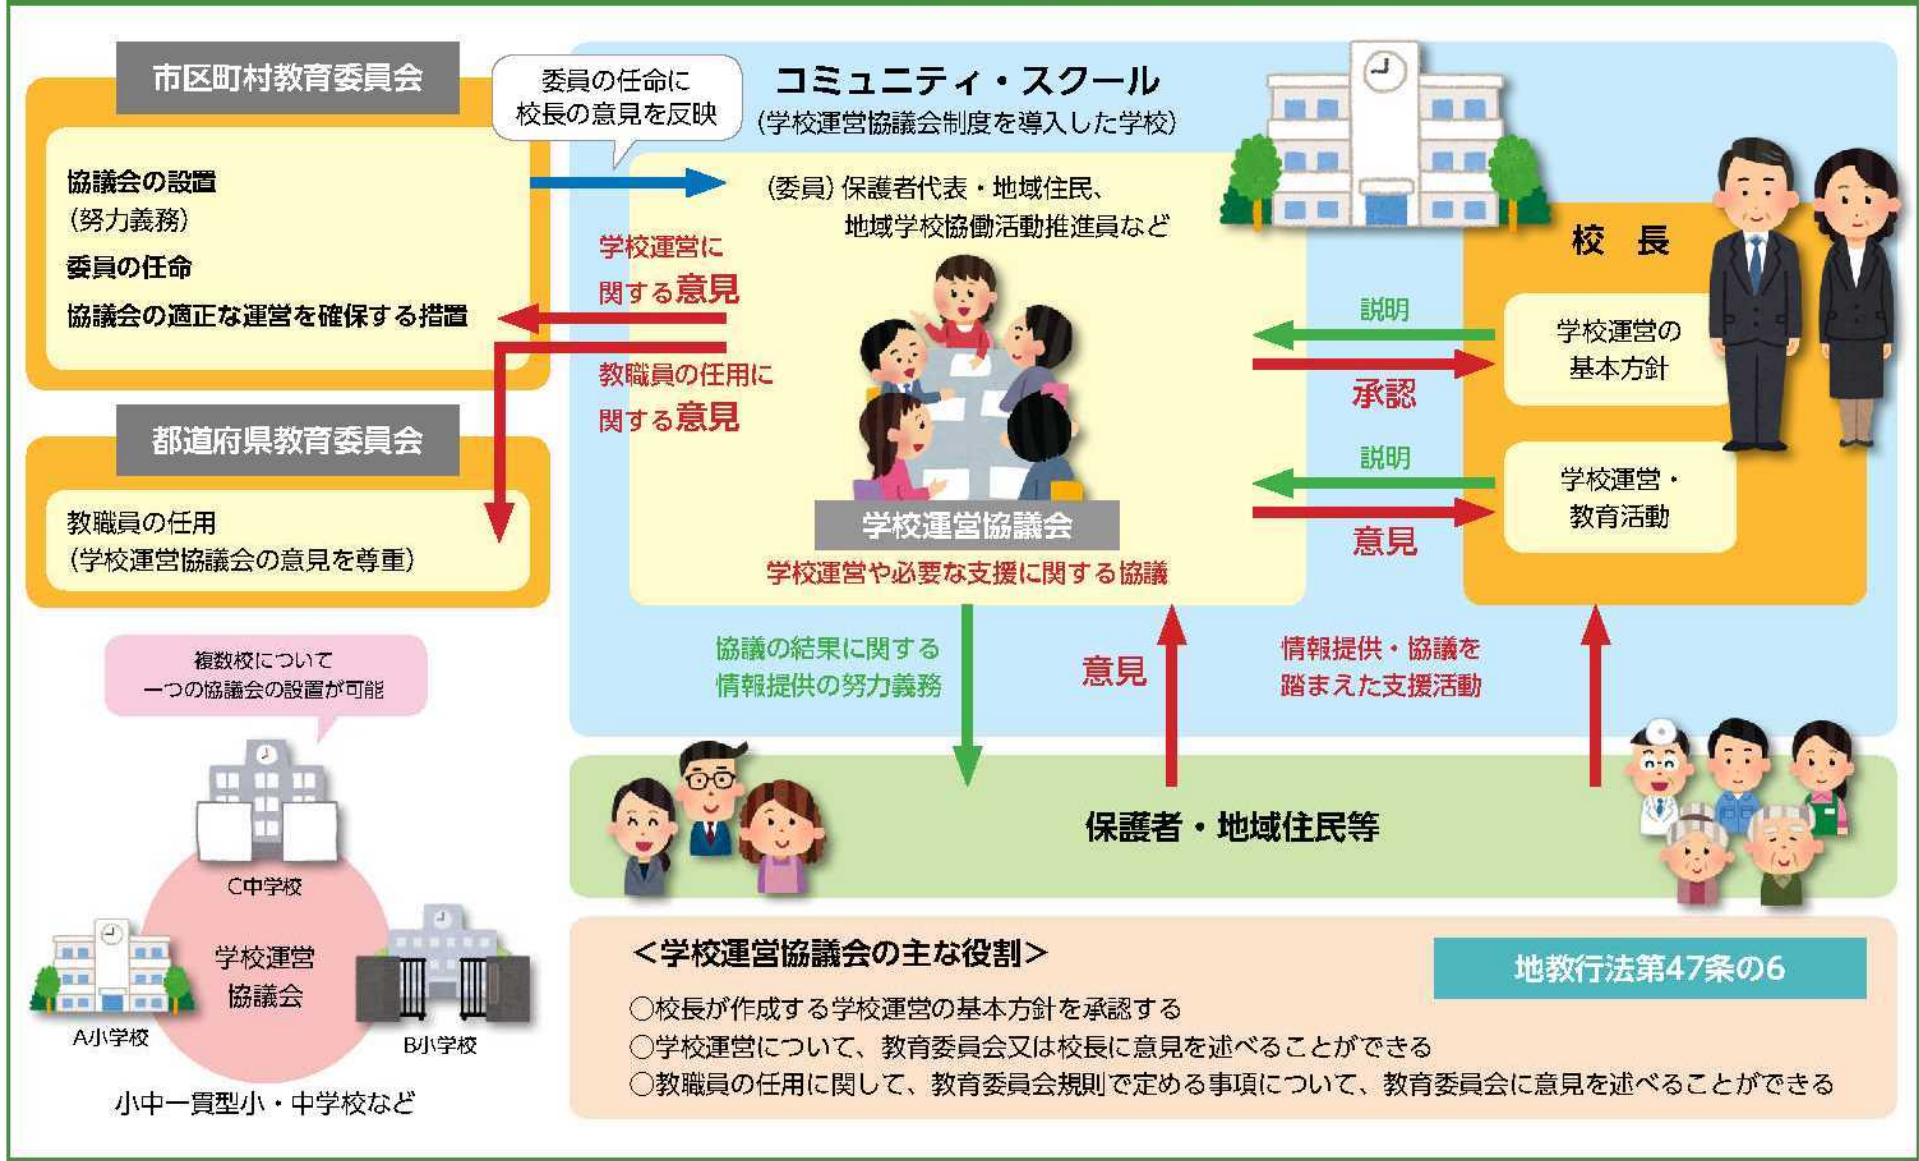 市区町村教育委員会
協議会の設置
(努力義務)
委員の任命
協議会の適正な運営を確保する措置
委員の任命に
校長の意見を反映
コミュニティ・スクール
(学校運営協議会制度を導入した学校)
(委員) 保護者代表・地域住民、
地域学校協働活動推進員など
学校運営に
関する意見
教職員の任用に
関する意見
都道府県教育委員会
教職員の任用
(学校運営協議会の意見を尊重)
学校運営協議会
学校運営や必要な支援に関する協議
校 長
説明
承認
学校運営の
基本方針
説明
意見
学校運営・
教育活動
協議の結果に関する
情報提供の努力義務
意見
情報提供・協議を
踏まえた支援活動
保護者・地域住民等
複数校について
一つの協議会の設置が可能
C中学校
学校運営
協議会
A小学校
B小学校
小中一貫型小・中学校など
<学校運営協議会の主な役割>
地教行法第47条の6
○校長が作成する学校運営の基本方針を承認する
○学校運営について、教育委員会又は校長に意見を述べることができる
○教職員の任用に関して、教育委員会規則で定める事項について、教育委員会に意見を述べることができる